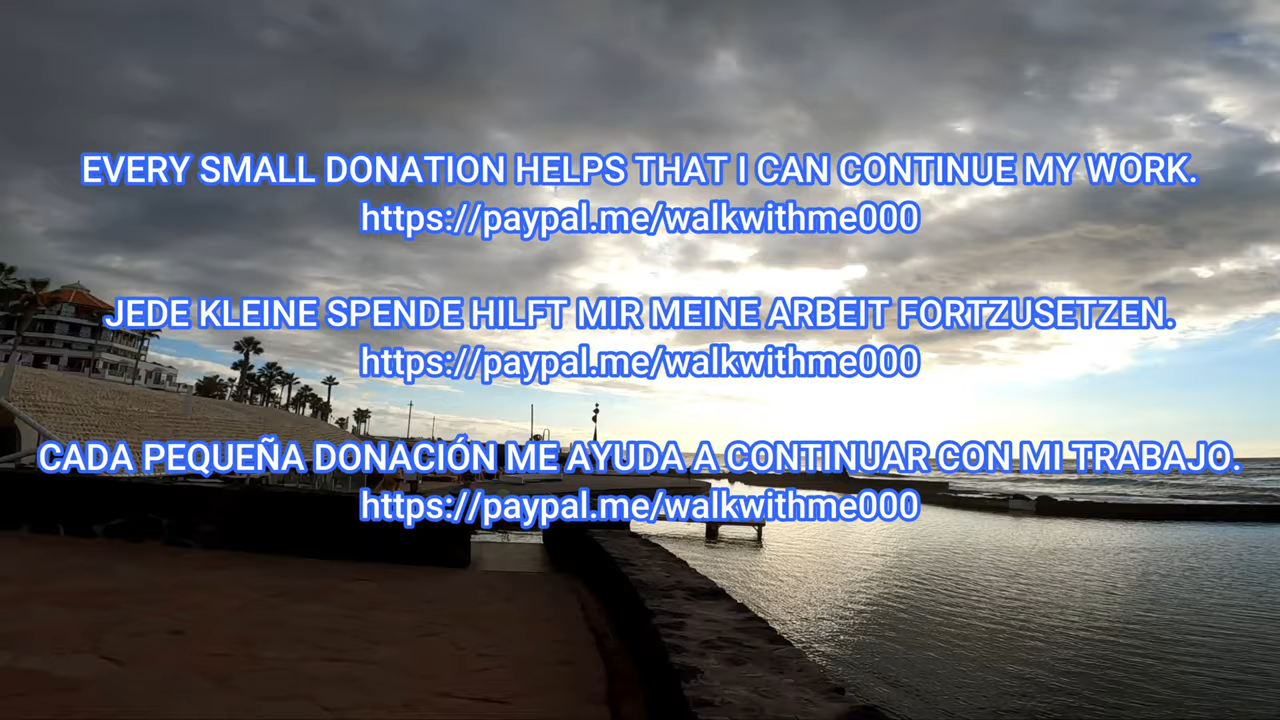 EVERY SMALL DONATION HELPS THAT I CAN CONTINUE MY WORK.
https://paypal.me/walkwithme000
JEDE KLEINE SPENDE HILFT MIR MEINE ARBEIT FORTZUSETZEN.
https://paypal.me/walkwithme000
CADA PEQUEÑA DONACIÓN ME AYUDA A CONTINUAR CON MI TRABAJO.
https://paypal.me/walkwithme000